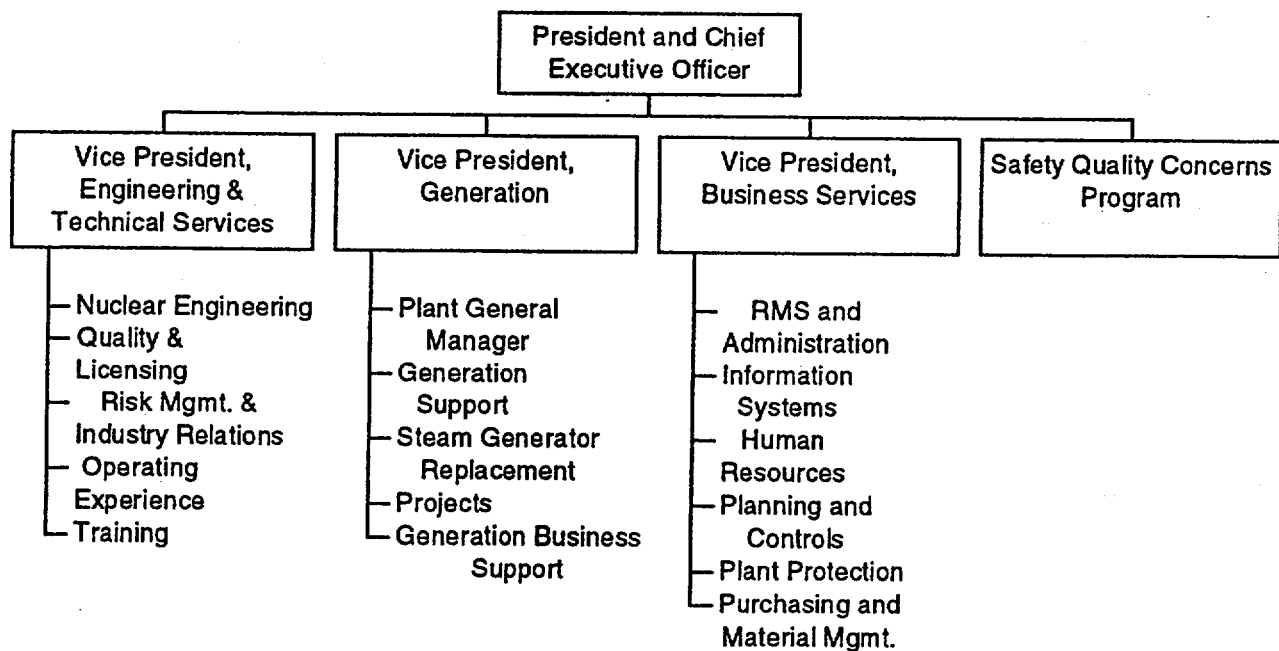 President and Chief
Executive Officer
Vice President,
Engineering &
Technical Services
Vice President,
Generation
Vice President,
Business Services
Safety Quality Concerns
Program
Nuclear Engineering
Quality &
Licensing
Risk Mgmt. &
Industry Relations
Operating
Experience
Training
Plant General
Manager
Generation
Support
Steam Generator
Replacement
Projects
Generation Business
Support
RMS and
Administration
Information
Systems
Human
Resources
Planning and
Controls
Plant Protection
Purchasing and
Material Mgmt.